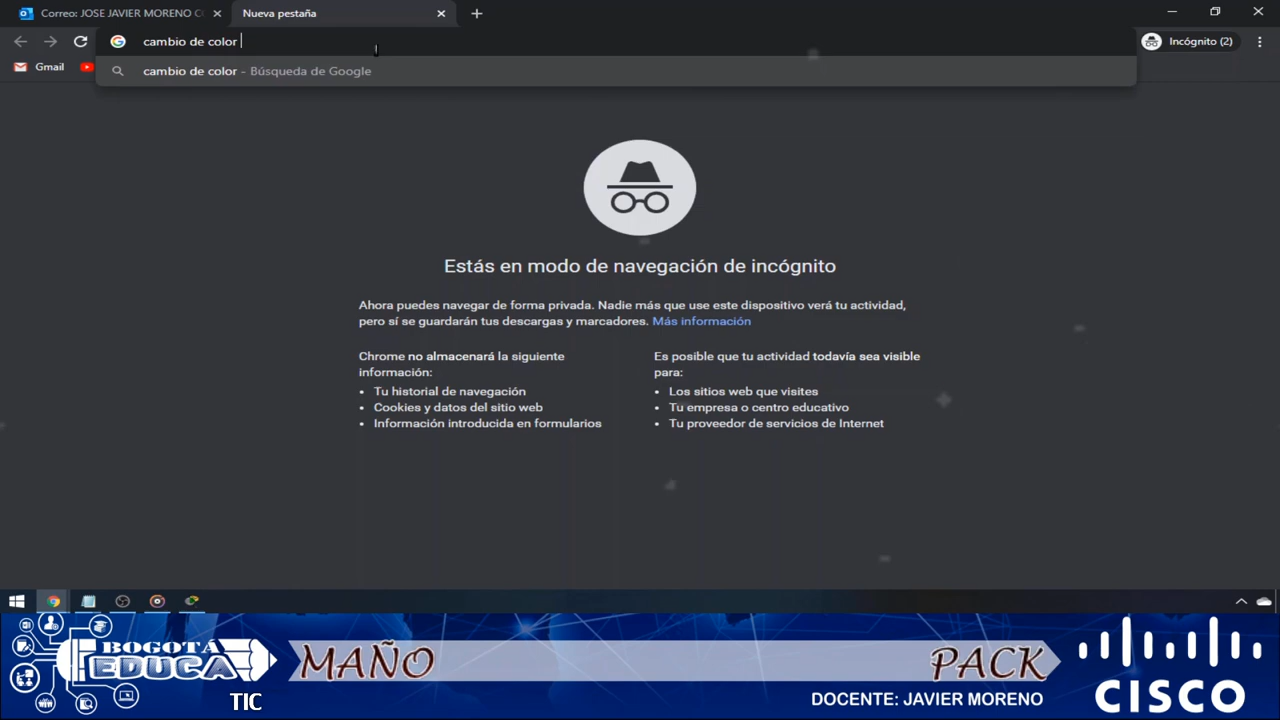 Correo: JOSE JAVIER MORENO C
Nueva pestaña
cambio de color
Incógnito (2)
Gmail
cambio de color - Búsqueda de Google
Estás en modo de navegación de incógnito
Ahora puedes navegar de forma privada. Nadie más que use este dispositivo verá tu actividad,
pero sí se guardarán tus descargas y marcadores. Más información
Chrome no almacenará la siguiente
información:
• Tu historial de navegación
• Cookies y datos del sitio web
• Información introducida en formularios
Es posible que tu actividad todavía sea visible
para:
• Los sitios web que visites
• Tu empresa o centro educativo
• Tu proveedor de servicios de Internet
BOGOTÁ
EDUCA
TIC
MAÑO
PACK
DOCENTE: JAVIER MORENO
CISCO